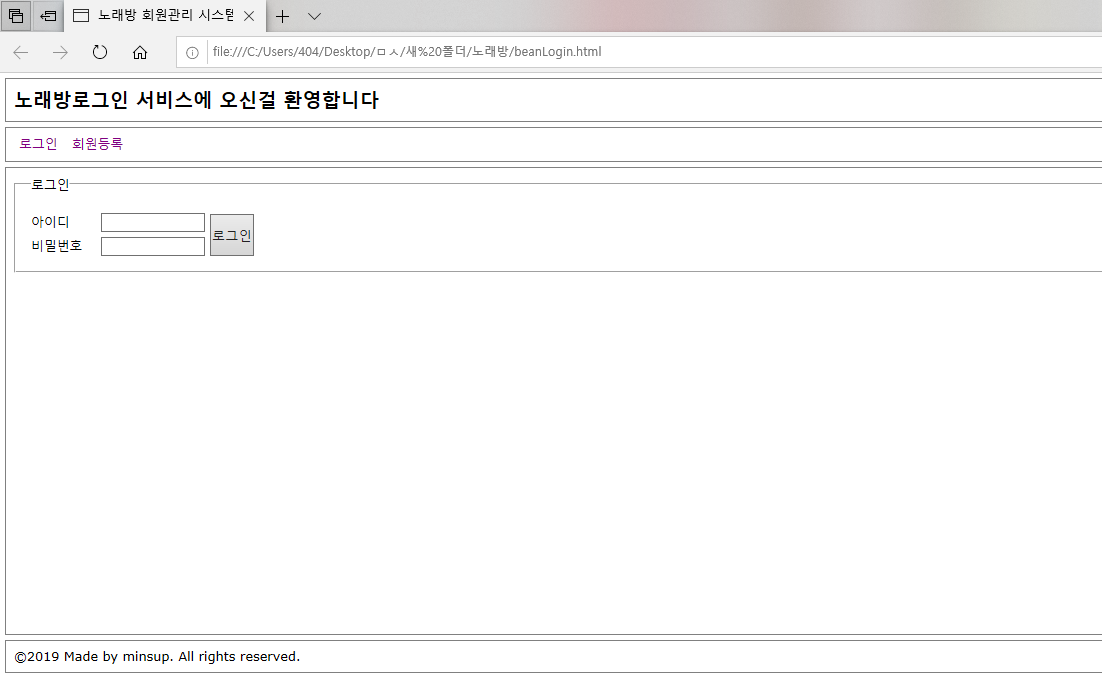 노래방 회원관리 시스템
file:///C:/Users/404/Desktop/ㅁㅅ/새%20폴더/노래방/beanLogin.html
노래방로그인 서비스에 오신걸 환영합니다
로그인 회원등록
로그인
아이디
비밀번호
로그인
©2019 Made by minsup. All rights reserved.